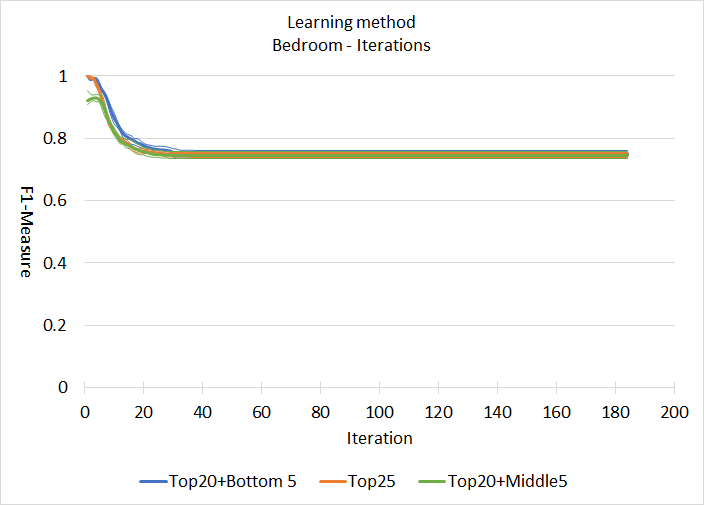 Learning method
Bedroom - Iterations
1
0.8
0.6
0.4
0.2
0
F1-Measure
0 20 40 60 80 100 120 140 160 180 200
Iteration
Top20+Bottom 5 Top25 Top20+Middle5